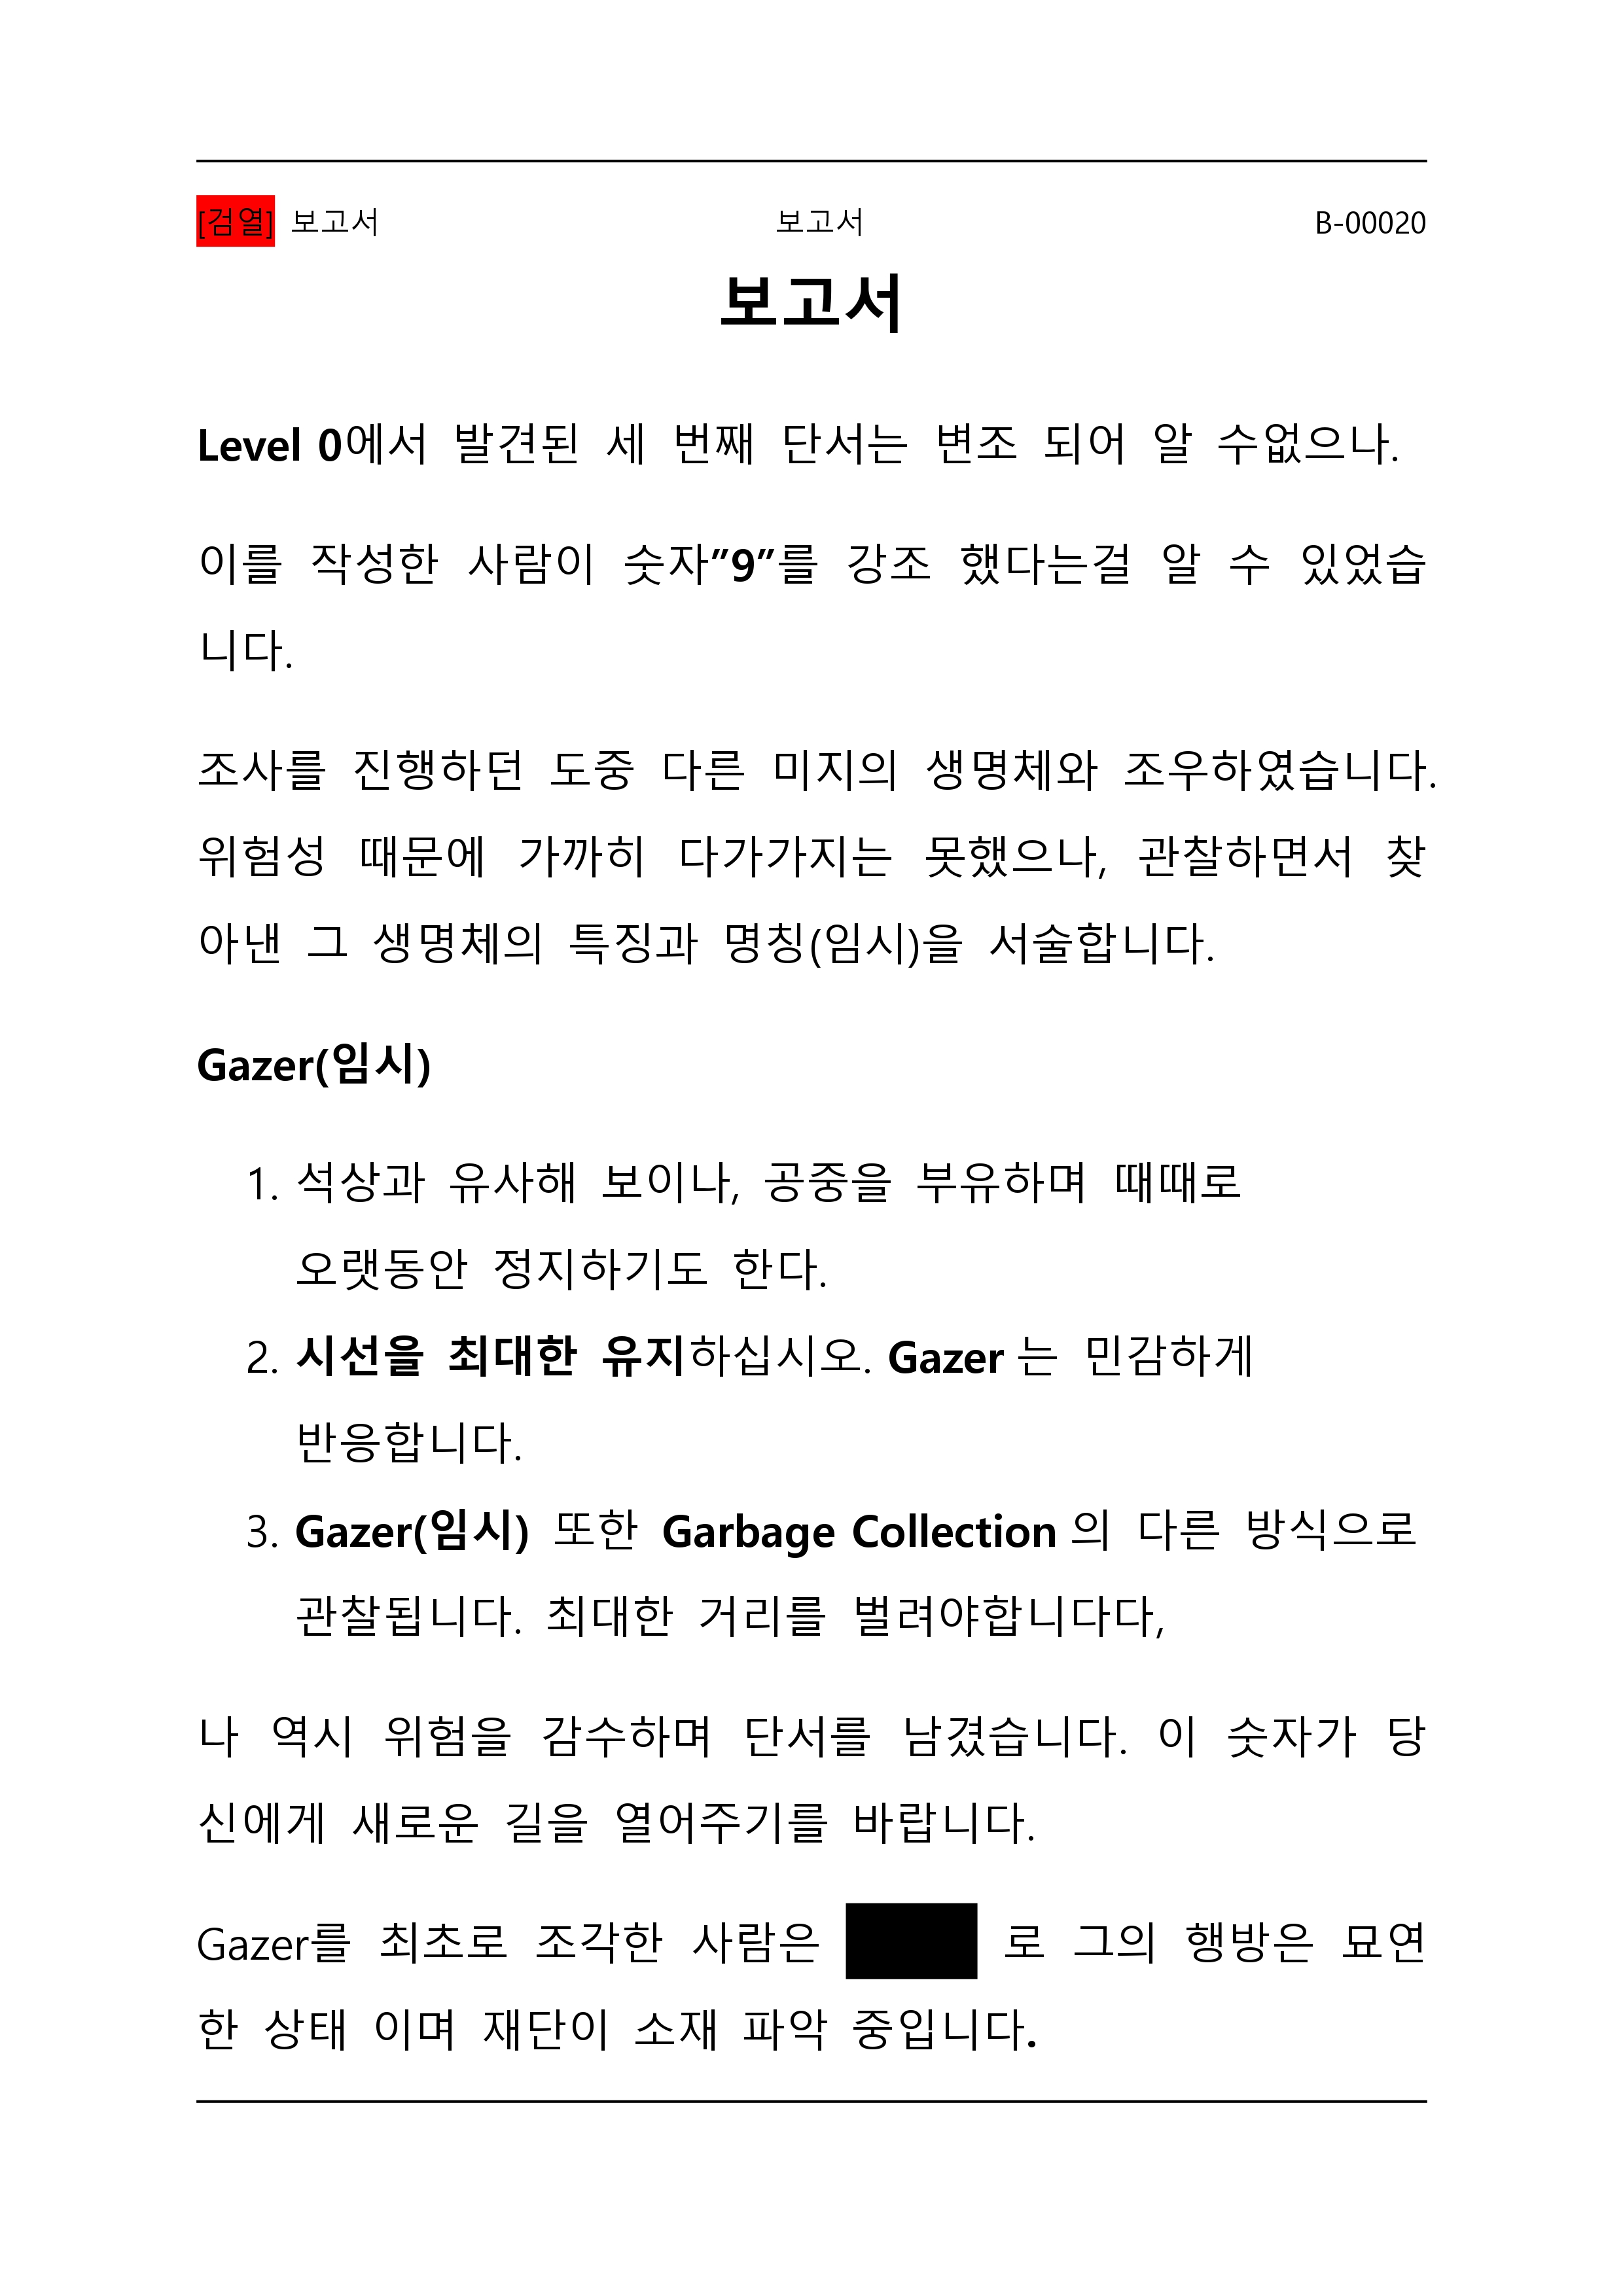 [검열] 보고서 보고서 B-00020
보고서
Level 0에서 발견된 세 번째 단서는 변조 되어 알 수없으나.
이를 작성한 사람이 숫자"9"를 강조 했다는걸 알 수 있었습
니다.
조사를 진행하던 도중 다른 미지의 생명체와 조우하였습니다.
위험성 때문에 가까히 다가가지는 못했으나, 관찰하면서 찾
아낸 그 생명체의 특징과 명칭(임시)을 서술합니다.
Gazer(임시)
1. 석상과 유사해 보이나, 공중을 부유하며 때때로
오랫동안 정지하기도 한다.
2. 시선을 최대한 유지하십시오. Gazer 는 민감하게
반응합니다.
3. Gazer(임시) 또한 Garbage Collection 의 다른 방식으로
관찰됩니다. 최대한 거리를 벌려야합니다다,
나 역시 위험을 감수하며 단서를 남겼습니다. 이 숫자가 당
신에게 새로운 길을 열어주기를 바랍니다.
Gazer를 최초로 조각한 사람은 로 그의 행방은 묘연
한 상태 이며 재단이 소재 파악 중입니다.